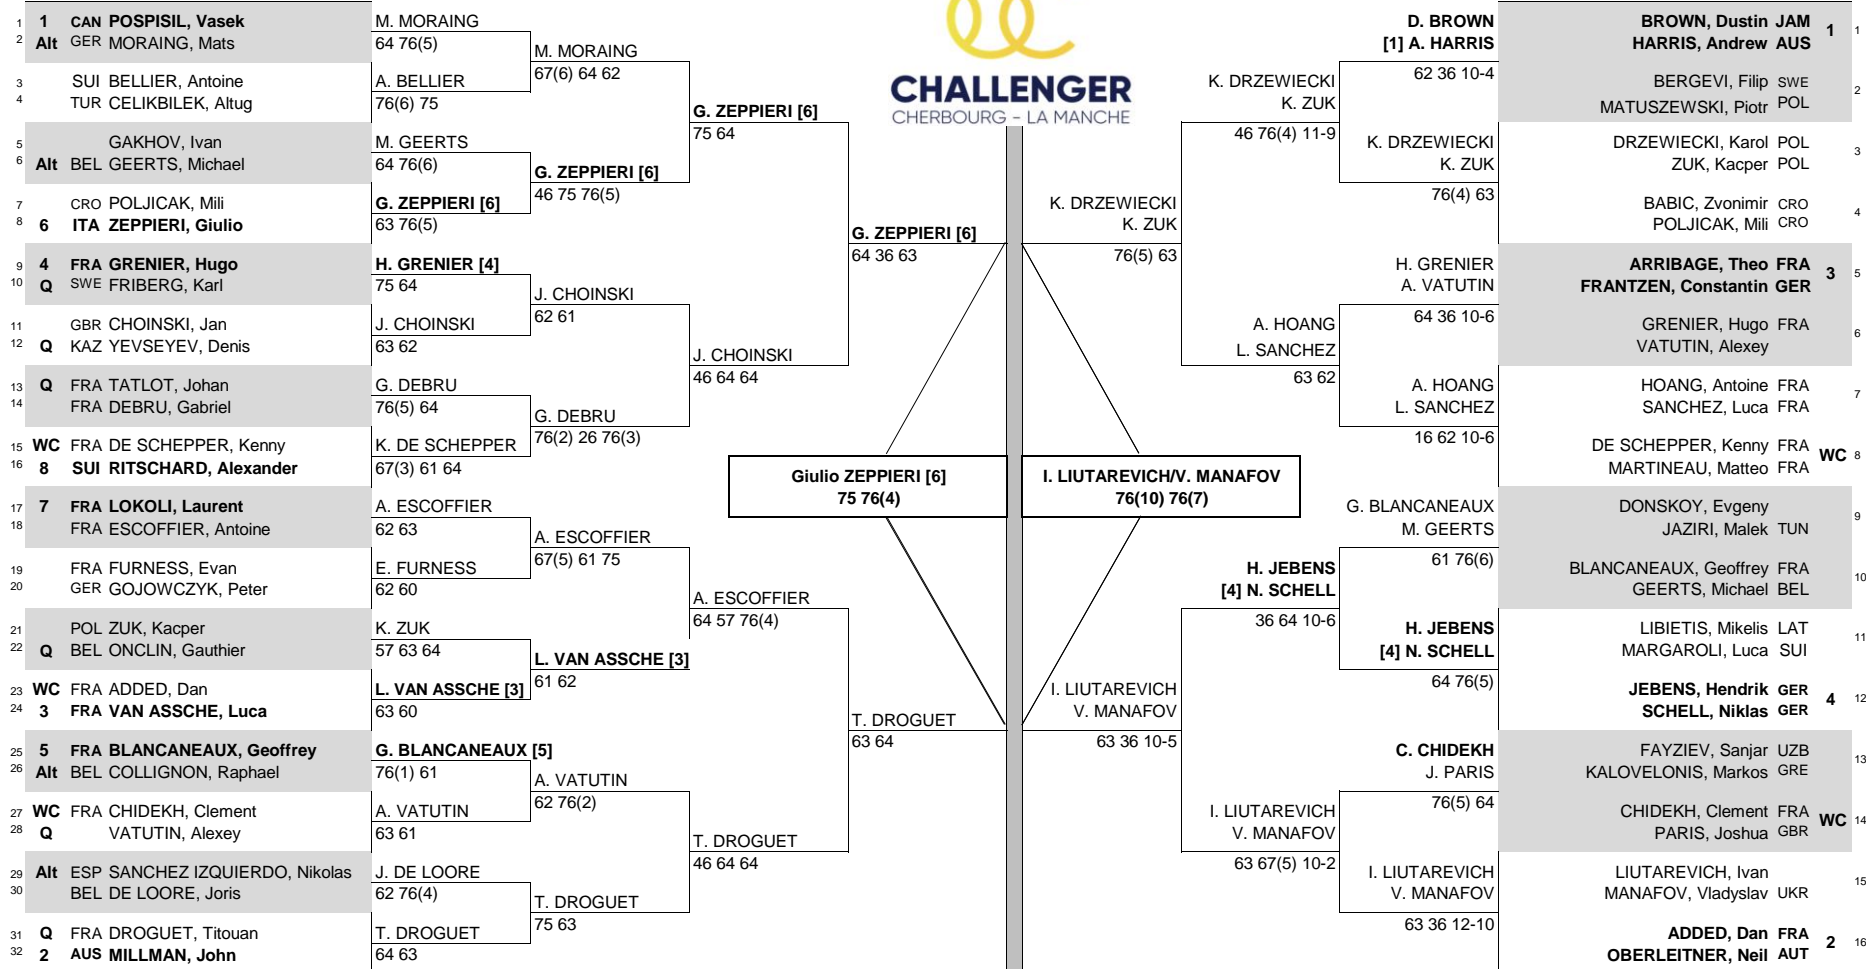 CHALLENGER
CHERBOURG - LA MANCHE
1 1 CAN POSPISIL, Vasek
2 Alt GER MORAING, Mats
3 SUI BELLIER, Antoine
4 TUR CELIKBILEK, Altug
5 GAKHOV, Ivan
6 Alt BEL GEERTS, Michael
7 CRO POLJICAK, Mili
8 6 ITA ZEPPIERI, Giulio
9 4 FRA GRENIER, Hugo
10 Q SWE FRIBERG, Karl
11 GBR CHOINSKI, Jan
12 Q KAZ YEVSEYEV, Denis
13 Q FRA TATLOT, Johan
14 FRA DEBRU, Gabriel
15 WC FRA DE SCHEPPER, Kenny
16 8 SUI RITSCHARD, Alexander
17 7 FRA LOKOLI, Laurent
18 FRA ESCOFFIER, Antoine
19 FRA FURNESS, Evan
20 GER GOJOWCZYK, Peter
21 POL ZUK, Kacper
22 Q BEL ONCLIN, Gauthier
23 WC FRA ADDED, Dan
24 3 FRA VAN ASSCHE, Luca
25 5 FRA BLANCANEAUX, Geoffrey
26 Alt BEL COLLIGNON, Raphael
27 WC FRA CHIDEKH, Clement
28 Q VATUTIN, Alexey
29 Alt ESP SANCHEZ IZQUIERDO, Nikolas
30 BEL DE LOORE, Joris
31 Q FRA DROGUET, Titouan
32 2 AUS MILLMAN, John
M. MORAING
64 76(5)
A. BELLIER
76(6) 75
M. GEERTS
64 76(6)
G. ZEPPIERI [6]
63 76(5)
H. GRENIER [4]
75 64
J. CHOINSKI
63 62
G. DEBRU
76(5) 64
K. DE SCHEPPER
67(3) 61 64
A. ESCOFFIER
62 63
E. FURNESS
62 60
K. ZUK
57 63 64
L. VAN ASSCHE [3]
63 60
G. BLANCANEAUX [5]
76(1) 61
A. VATUTIN
63 61
J. DE LOORE
62 76(4)
T. DROGUET
64 63
M. MORAING
67(6) 64 62
G. ZEPPIERI [6]
46 75 76(5)
J. CHOINSKI
62 61
G. DEBRU
76(2) 26 76(3)
A. ESCOFFIER
67(5) 61 75
L. VAN ASSCHE [3]
61 62
A. VATUTIN
62 76(2)
T. DROGUET
75 63
G. ZEPPIERI [6]
75 64
J. CHOINSKI
46 64 64
A. ESCOFFIER
64 57 76(4)
T. DROGUET
46 64 64
G. ZEPPIERI [6]
64 36 63
T. DROGUET
63 64
Giulio ZEPPIERI [6]
75 76(4)
I. LIUTAREVICH/V. MANAFOV
76(10) 76(7)
K. DRZEWIECKI
K. ZUK
76(5) 63
I. LIUTAREVICH
V. MANAFOV
63 36 10-5
K. DRZEWIECKI
K. ZUK
46 76(4) 11-9
A. HOANG
L. SANCHEZ
63 62
H. JEBENS
[4] N. SCHELL
36 64 10-6
I. LIUTAREVICH
V. MANAFOV
63 67(5) 10-2
D. BROWN
[1] A. HARRIS
62 36 10-4
K. DRZEWIECKI
K. ZUK
76(4) 63
H. GRENIER
A. VATUTIN
64 36 10-6
A. HOANG
L. SANCHEZ
16 62 10-6
G. BLANCANEAUX
M. GEERTS
61 76(6)
H. JEBENS
[4] N. SCHELL
64 76(5)
C. CHIDEKH
J. PARIS
76(5) 64
I. LIUTAREVICH
V. MANAFOV
63 36 12-10
BROWN, Dustin JAM 1 1
HARRIS, Andrew AUS
BERGEVI, Filip SWE 2
MATUSZEWSKI, Piotr POL
DRZEWIECKI, Karol POL 3
ZUK, Kacper POL
BABIC, Zvonimir CRO 4
POLJICAK, Mili CRO
ARRIBAGE, Theo FRA 3 5
FRANTZEN, Constantin GER
GRENIER, Hugo FRA 6
VATUTIN, Alexey
HOANG, Antoine FRA 7
SANCHEZ, Luca FRA
DE SCHEPPER, Kenny FRA WC 8
MARTINEAU, Matteo FRA
DONSKOY, Evgeny 9
JAZIRI, Malek TUN
BLANCANEAUX, Geoffrey FRA 10
GEERTS, Michael BEL
LIBIETIS, Mikelis LAT 11
MARGAROLI, Luca SUI
JEBENS, Hendrik GER 4 12
SCHELL, Niklas GER
FAYZIEV, Sanjar UZB 13
KALOVELONIS, Markos GRE
CHIDEKH, Clement FRA WC 14
PARIS, Joshua GBR
LIUTAREVICH, Ivan 15
MANAFOV, Vladyslav UKR
ADDED, Dan FRA 2 16
OBERLEITNER, Neil AUT